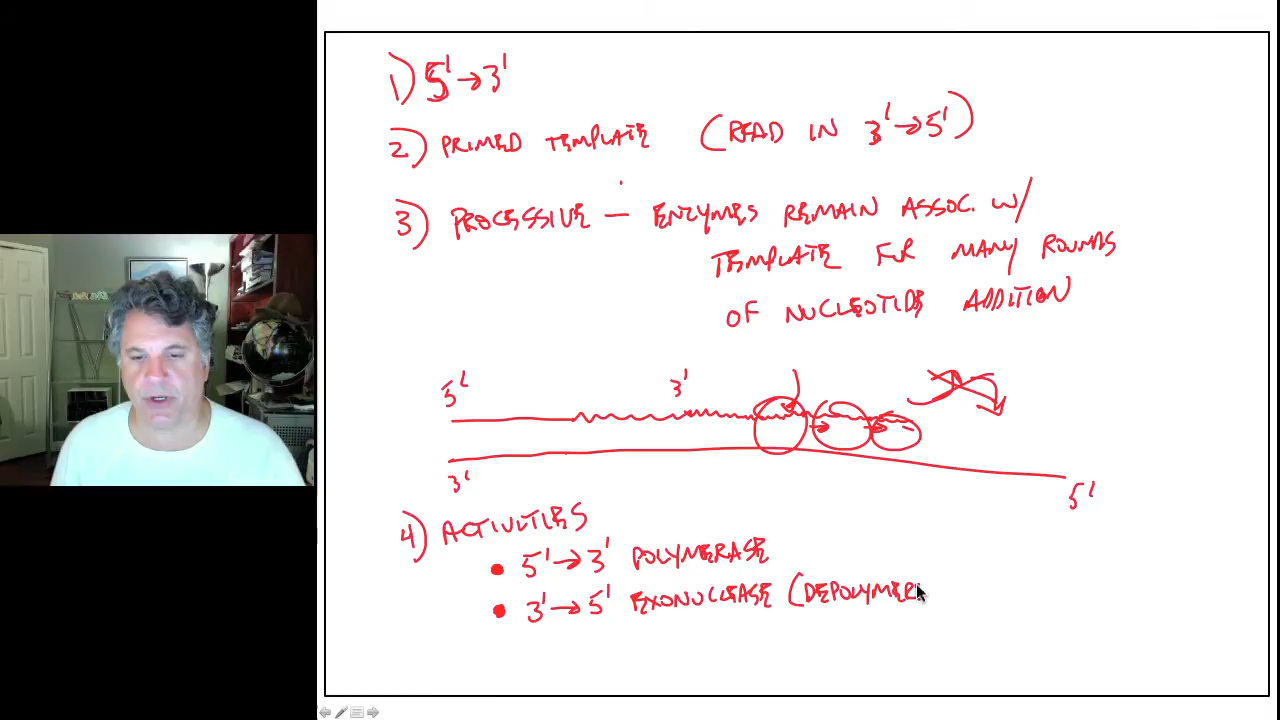 1) 5' → 3'
2) PRIMED TEMPLATE (READ IN 3' → 5')
3) PROCESSIVE — ENZYMES REMAIN ASSOC. W/
TEMPLATE FOR MANY ROUNDS
OF NUCLEOTIDE ADDITION
5' 3'
3' 5'
4) ACTIVITIES
• 5' → 3' POLYMERASE
• 3' → 5' EXONUCLEASE (DEPOLYMER